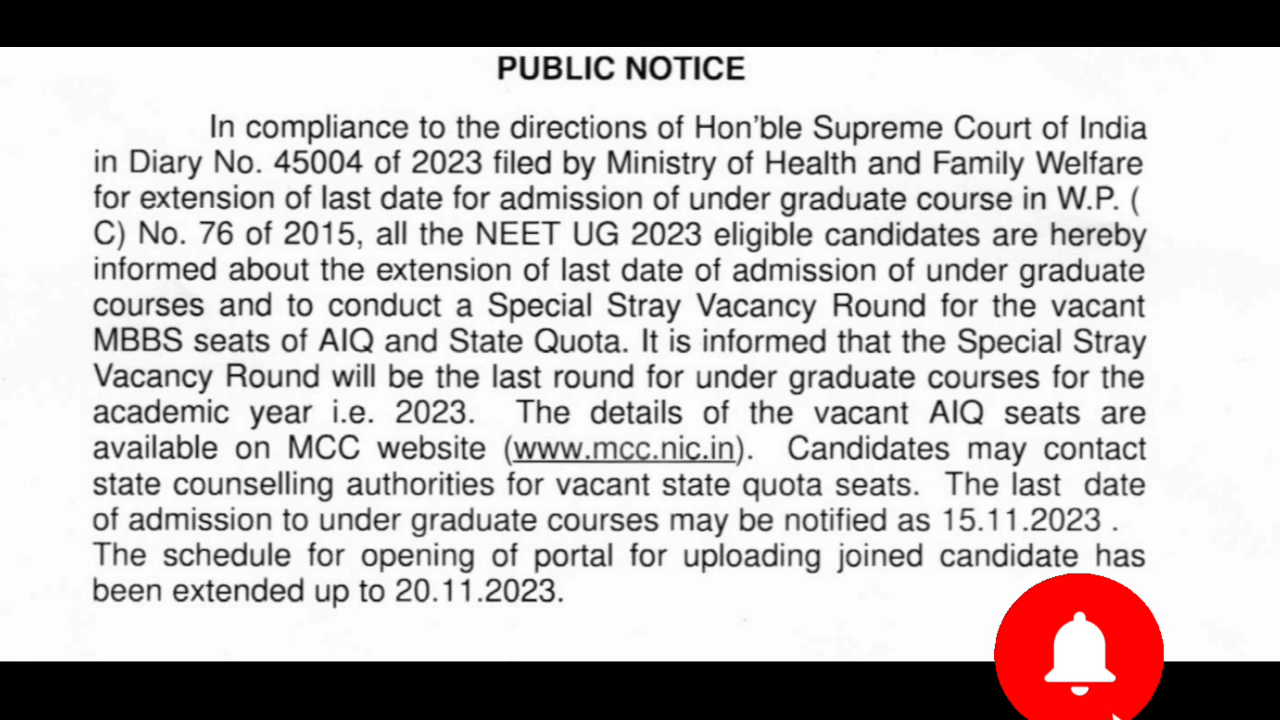 PUBLIC NOTICE
In compliance to the directions of Hon'ble Supreme Court of India
in Diary No. 45004 of 2023 filed by Ministry of Health and Family Welfare
for extension of last date for admission of under graduate course in W.P. (
C) No. 76 of 2015, all the NEET UG 2023 eligible candidates are hereby
informed about the extension of last date of admission of under graduate
courses and to conduct a Special Stray Vacancy Round for the vacant
MBBS seats of AIQ and State Quota. It is informed that the Special Stray
Vacancy Round will be the last round for under graduate courses for the
academic year i.e. 2023. The details of the vacant AIQ seats are
available on MCC website (www.mcc.nic.in). Candidates may contact
state counselling authorities for vacant state quota seats. The last date
of admission to under graduate courses may be notified as 15.11.2023 .
The schedule for opening of portal for uploading joined candidate has
been extended up to 20.11.2023.